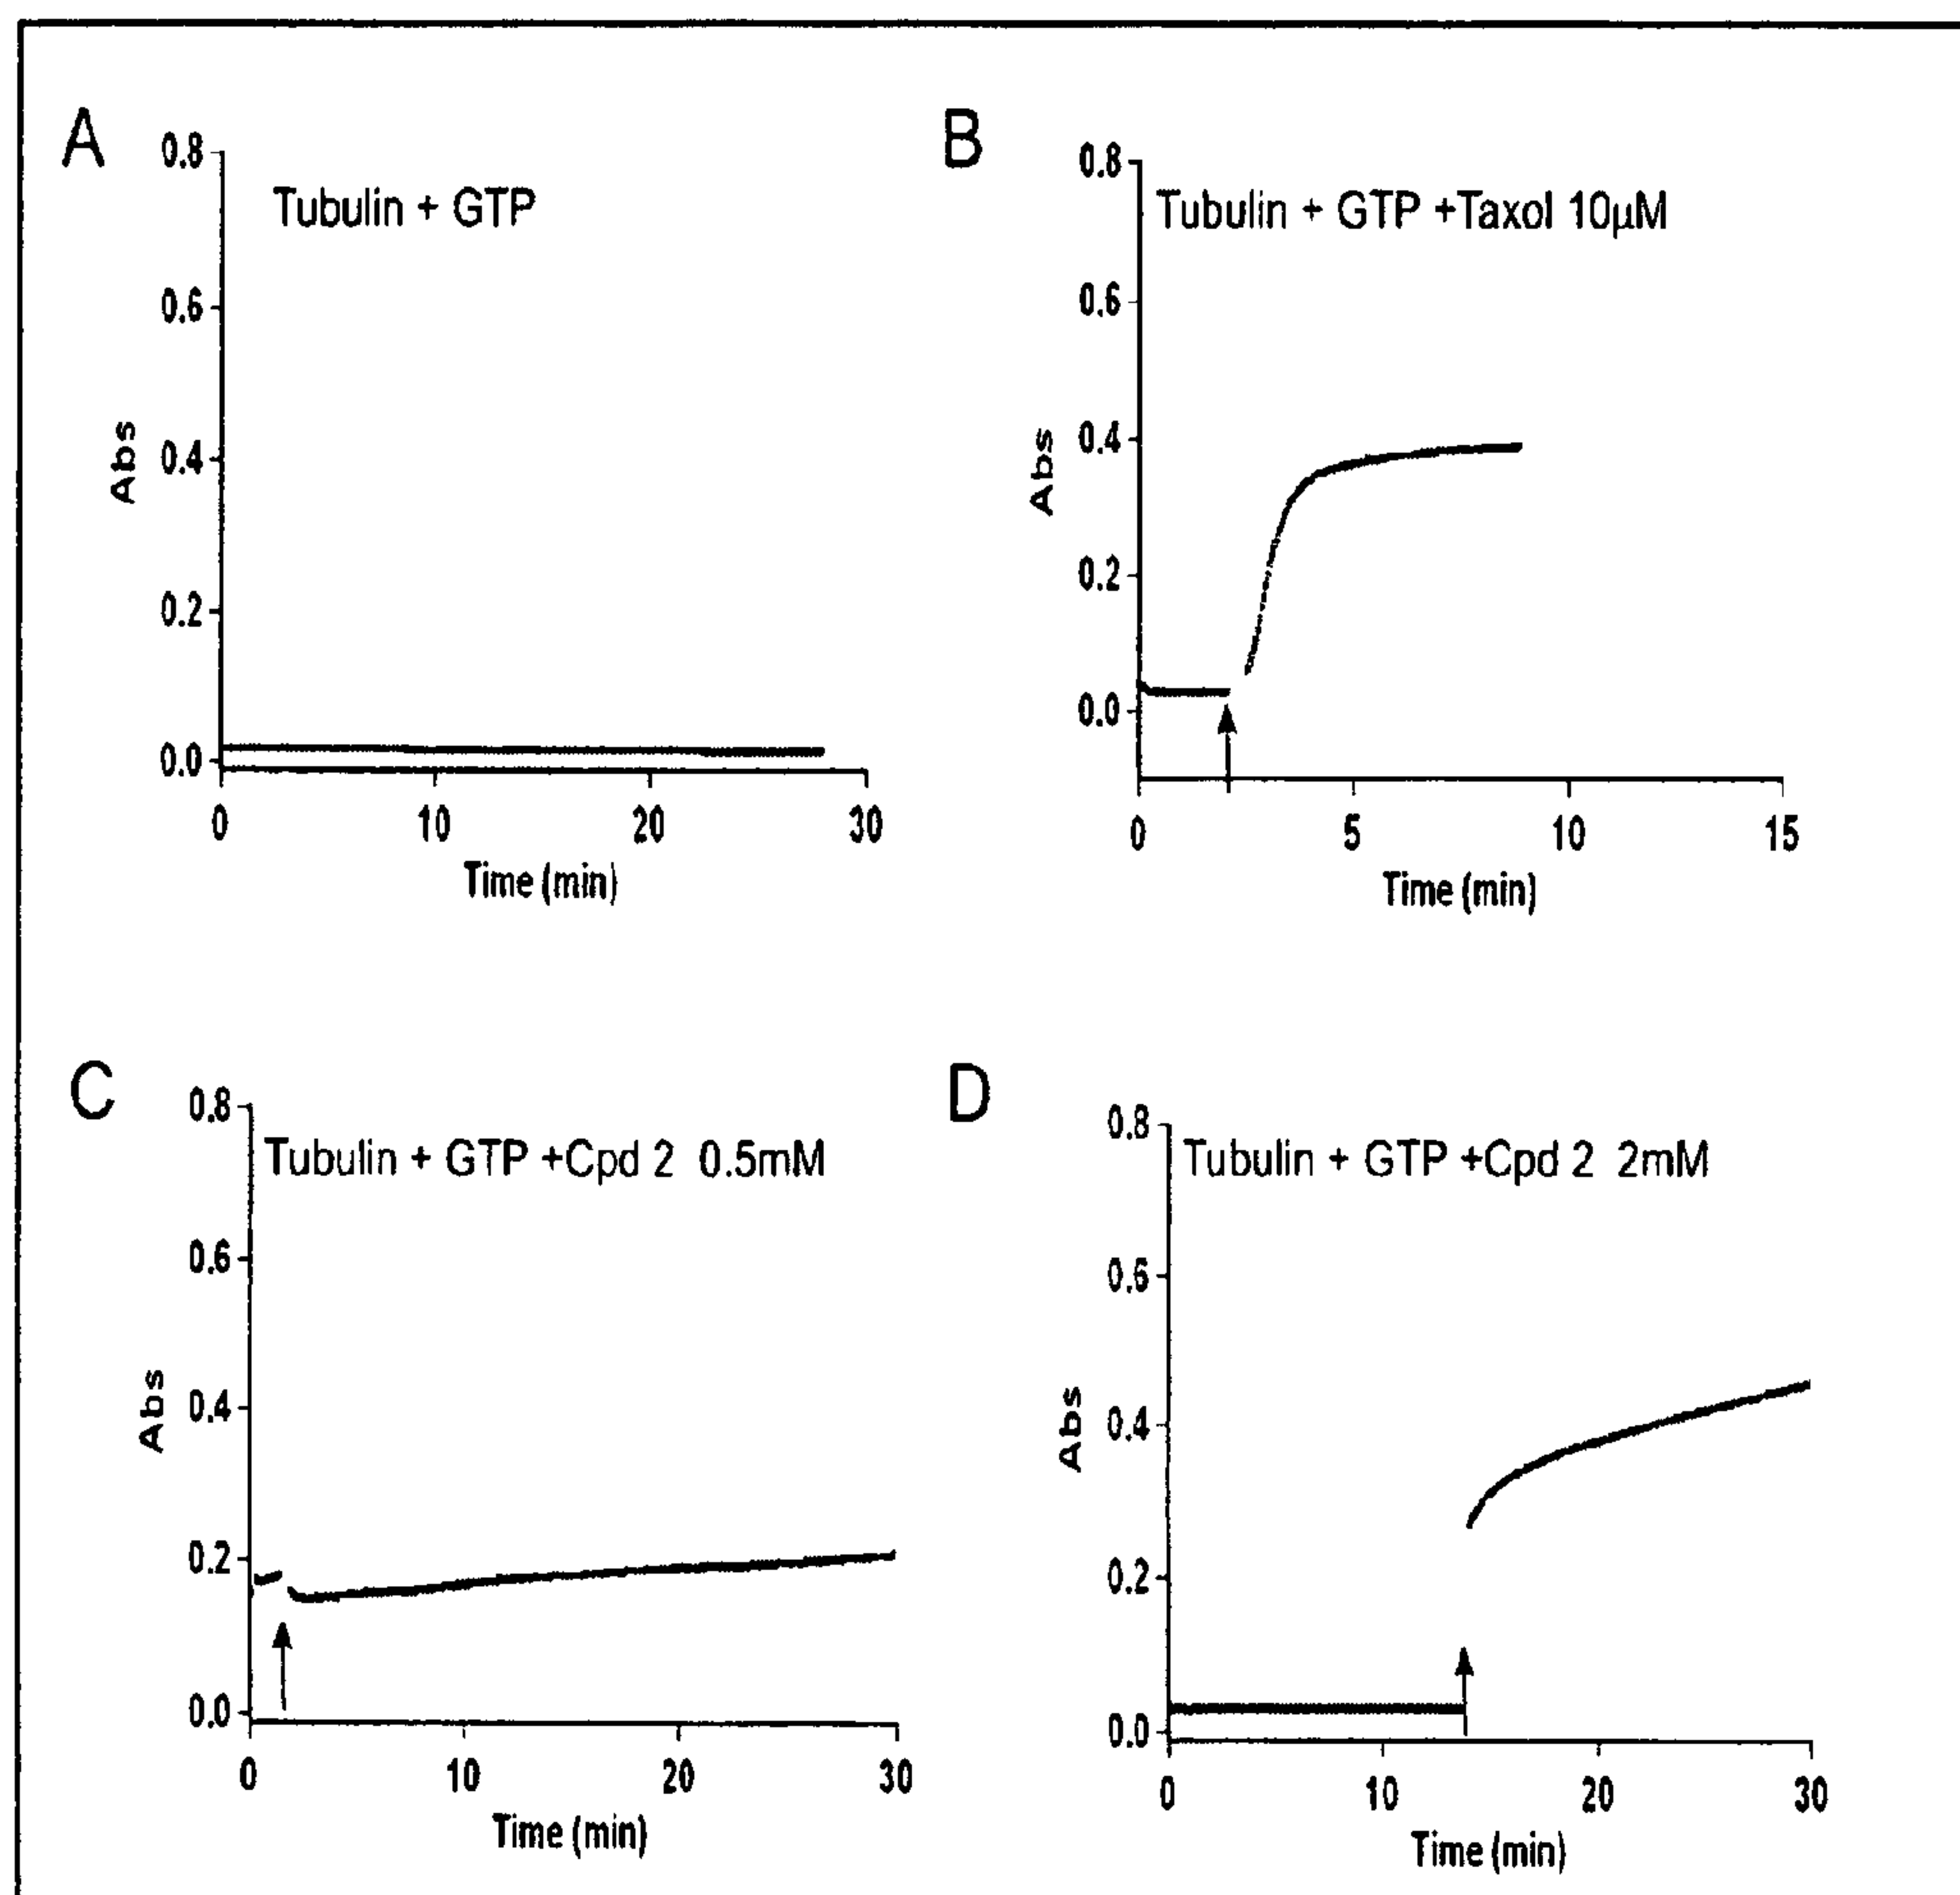 A
Tubulin + GTP
0.8
0.6
0.4
0.2
0.0
Abs
0
10
20
30
Time (min)
B
Tubulin + GTP +Taxol 10µM
0.8
0.6
0.4
0.2
0.0
Abs
0
5
10
15
Time (min)
C
Tubulin + GTP +Cpd 2 0.5mM
0.8
0.6
0.4
0.2
0.0
Abs
0
10
20
30
Time (min)
D
Tubulin + GTP +Cpd 2 2mM
0.8
0.6
0.4
0.2
0.0
Abs
0
10
20
30
Time (min)